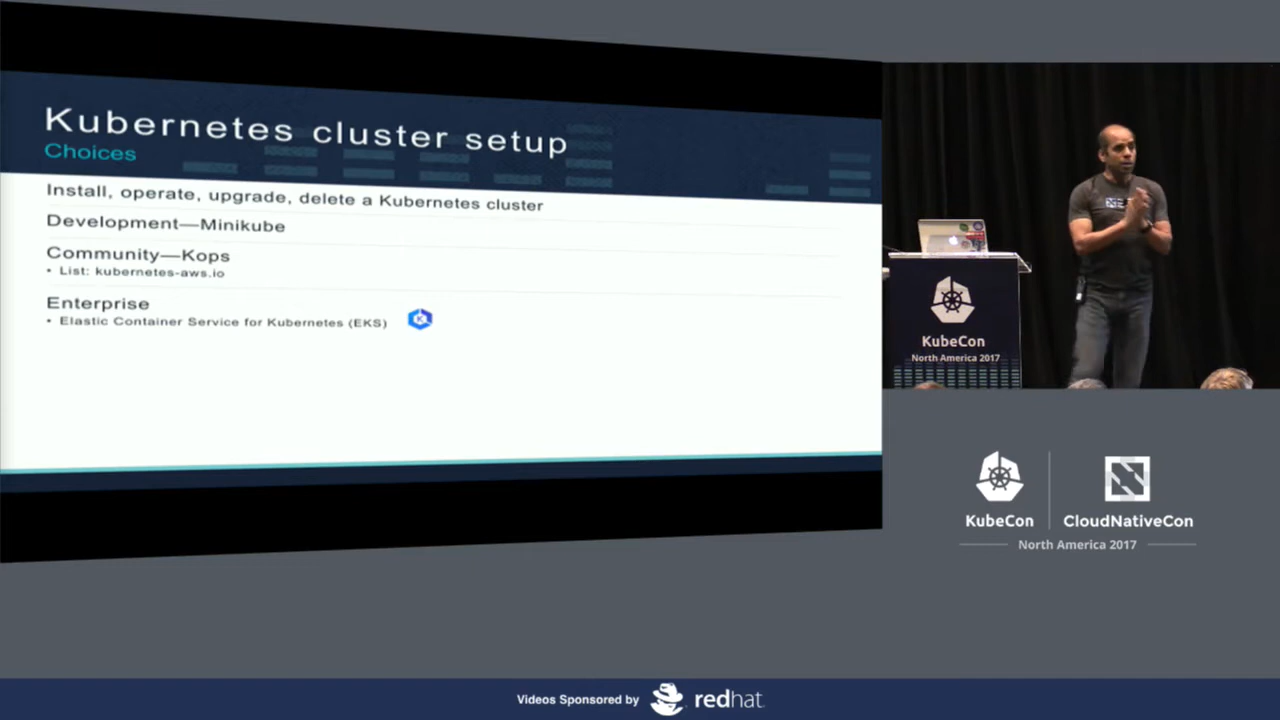 Kubernetes cluster setup
Choices
Install, operate, upgrade, delete a Kubernetes cluster
Development—Minikube
Community—Kops
• List: kubernetes-aws.io
Enterprise
• Elastic Container Service for Kubernetes (EKS)
KubeCon
North America 2017
KubeCon
CloudNativeCon
North America 2017
Videos Sponsored by
redhat.